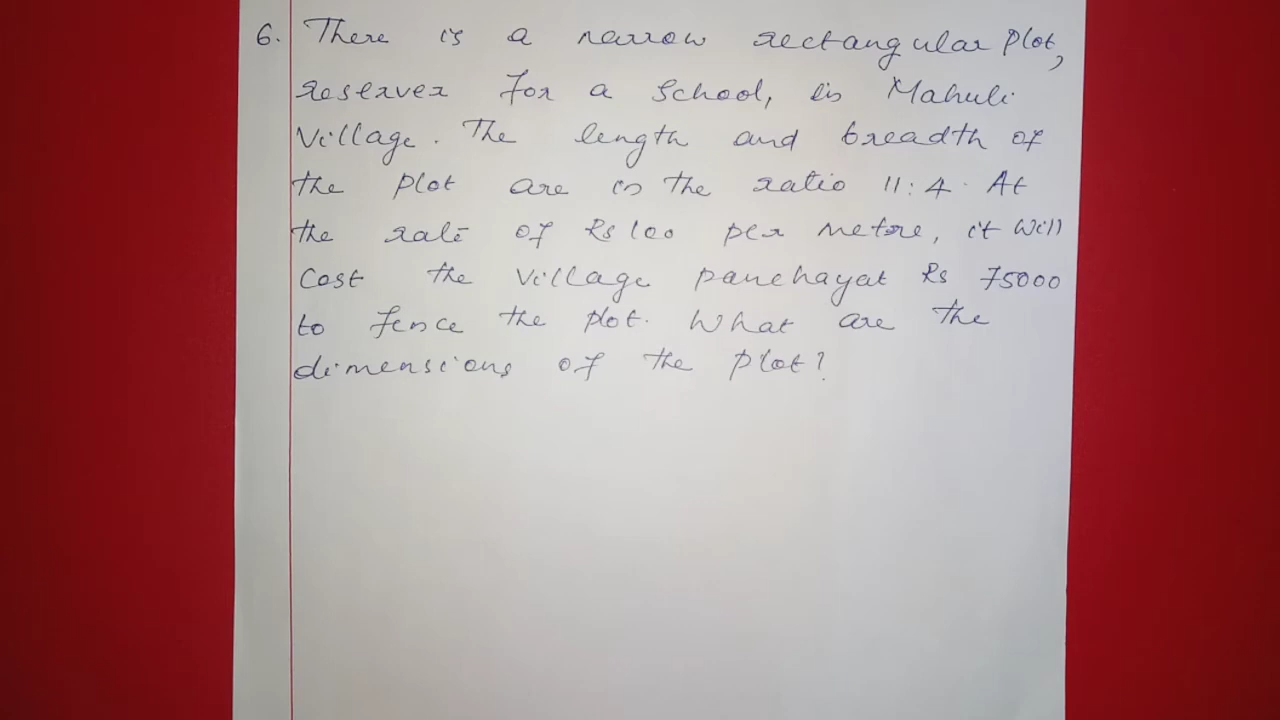 6. There is a narrow rectangular plot,
reserver for a school, in Mahuli
Village. The length and breadth of
the plot are in the ratio 11:4. At
the rate of Rs 100 per metre, it will
cost the village panchayat Rs 75000
to fence the plot. What are the
dimensions of the plot?